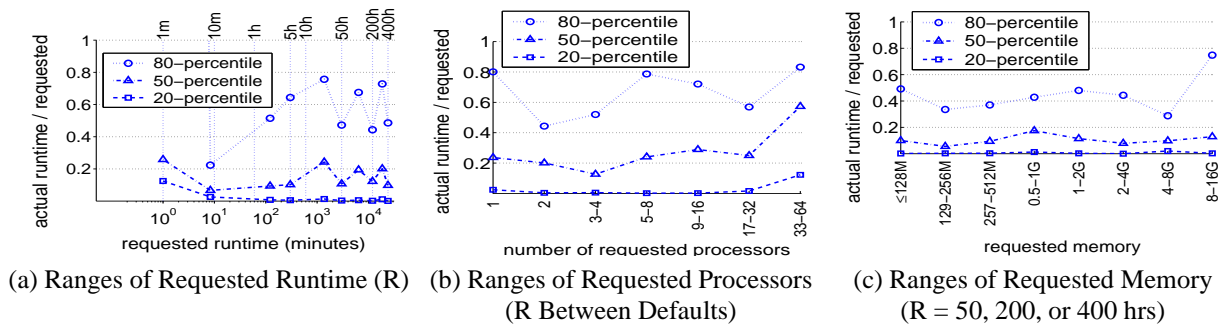 1m
10m
1h
5h
10h
50h
200h
400h
80−percentile
50−percentile
20−percentile
actual runtime / requested
1
0.8
0.6
0.4
0.2
10^0
10^1
10^2
10^3
10^4
requested runtime (minutes)
(a) Ranges of Requested Runtime (R)
80−percentile
50−percentile
20−percentile
actual runtime / requested
1
0.8
0.6
0.4
0.2
0
1
2
3−4
5−8
9−16
17−32
33−64
number of requested processors
(b) Ranges of Requested Processors
(R Between Defaults)
80−percentile
50−percentile
20−percentile
actual runtime / requested
1
0.8
0.6
0.4
0.2
≤128M
129−256M
257−512M
0.5−1G
1−2G
2−4G
4−8G
8−16G
requested memory
(c) Ranges of Requested Memory
(R = 50, 200, or 400 hrs)